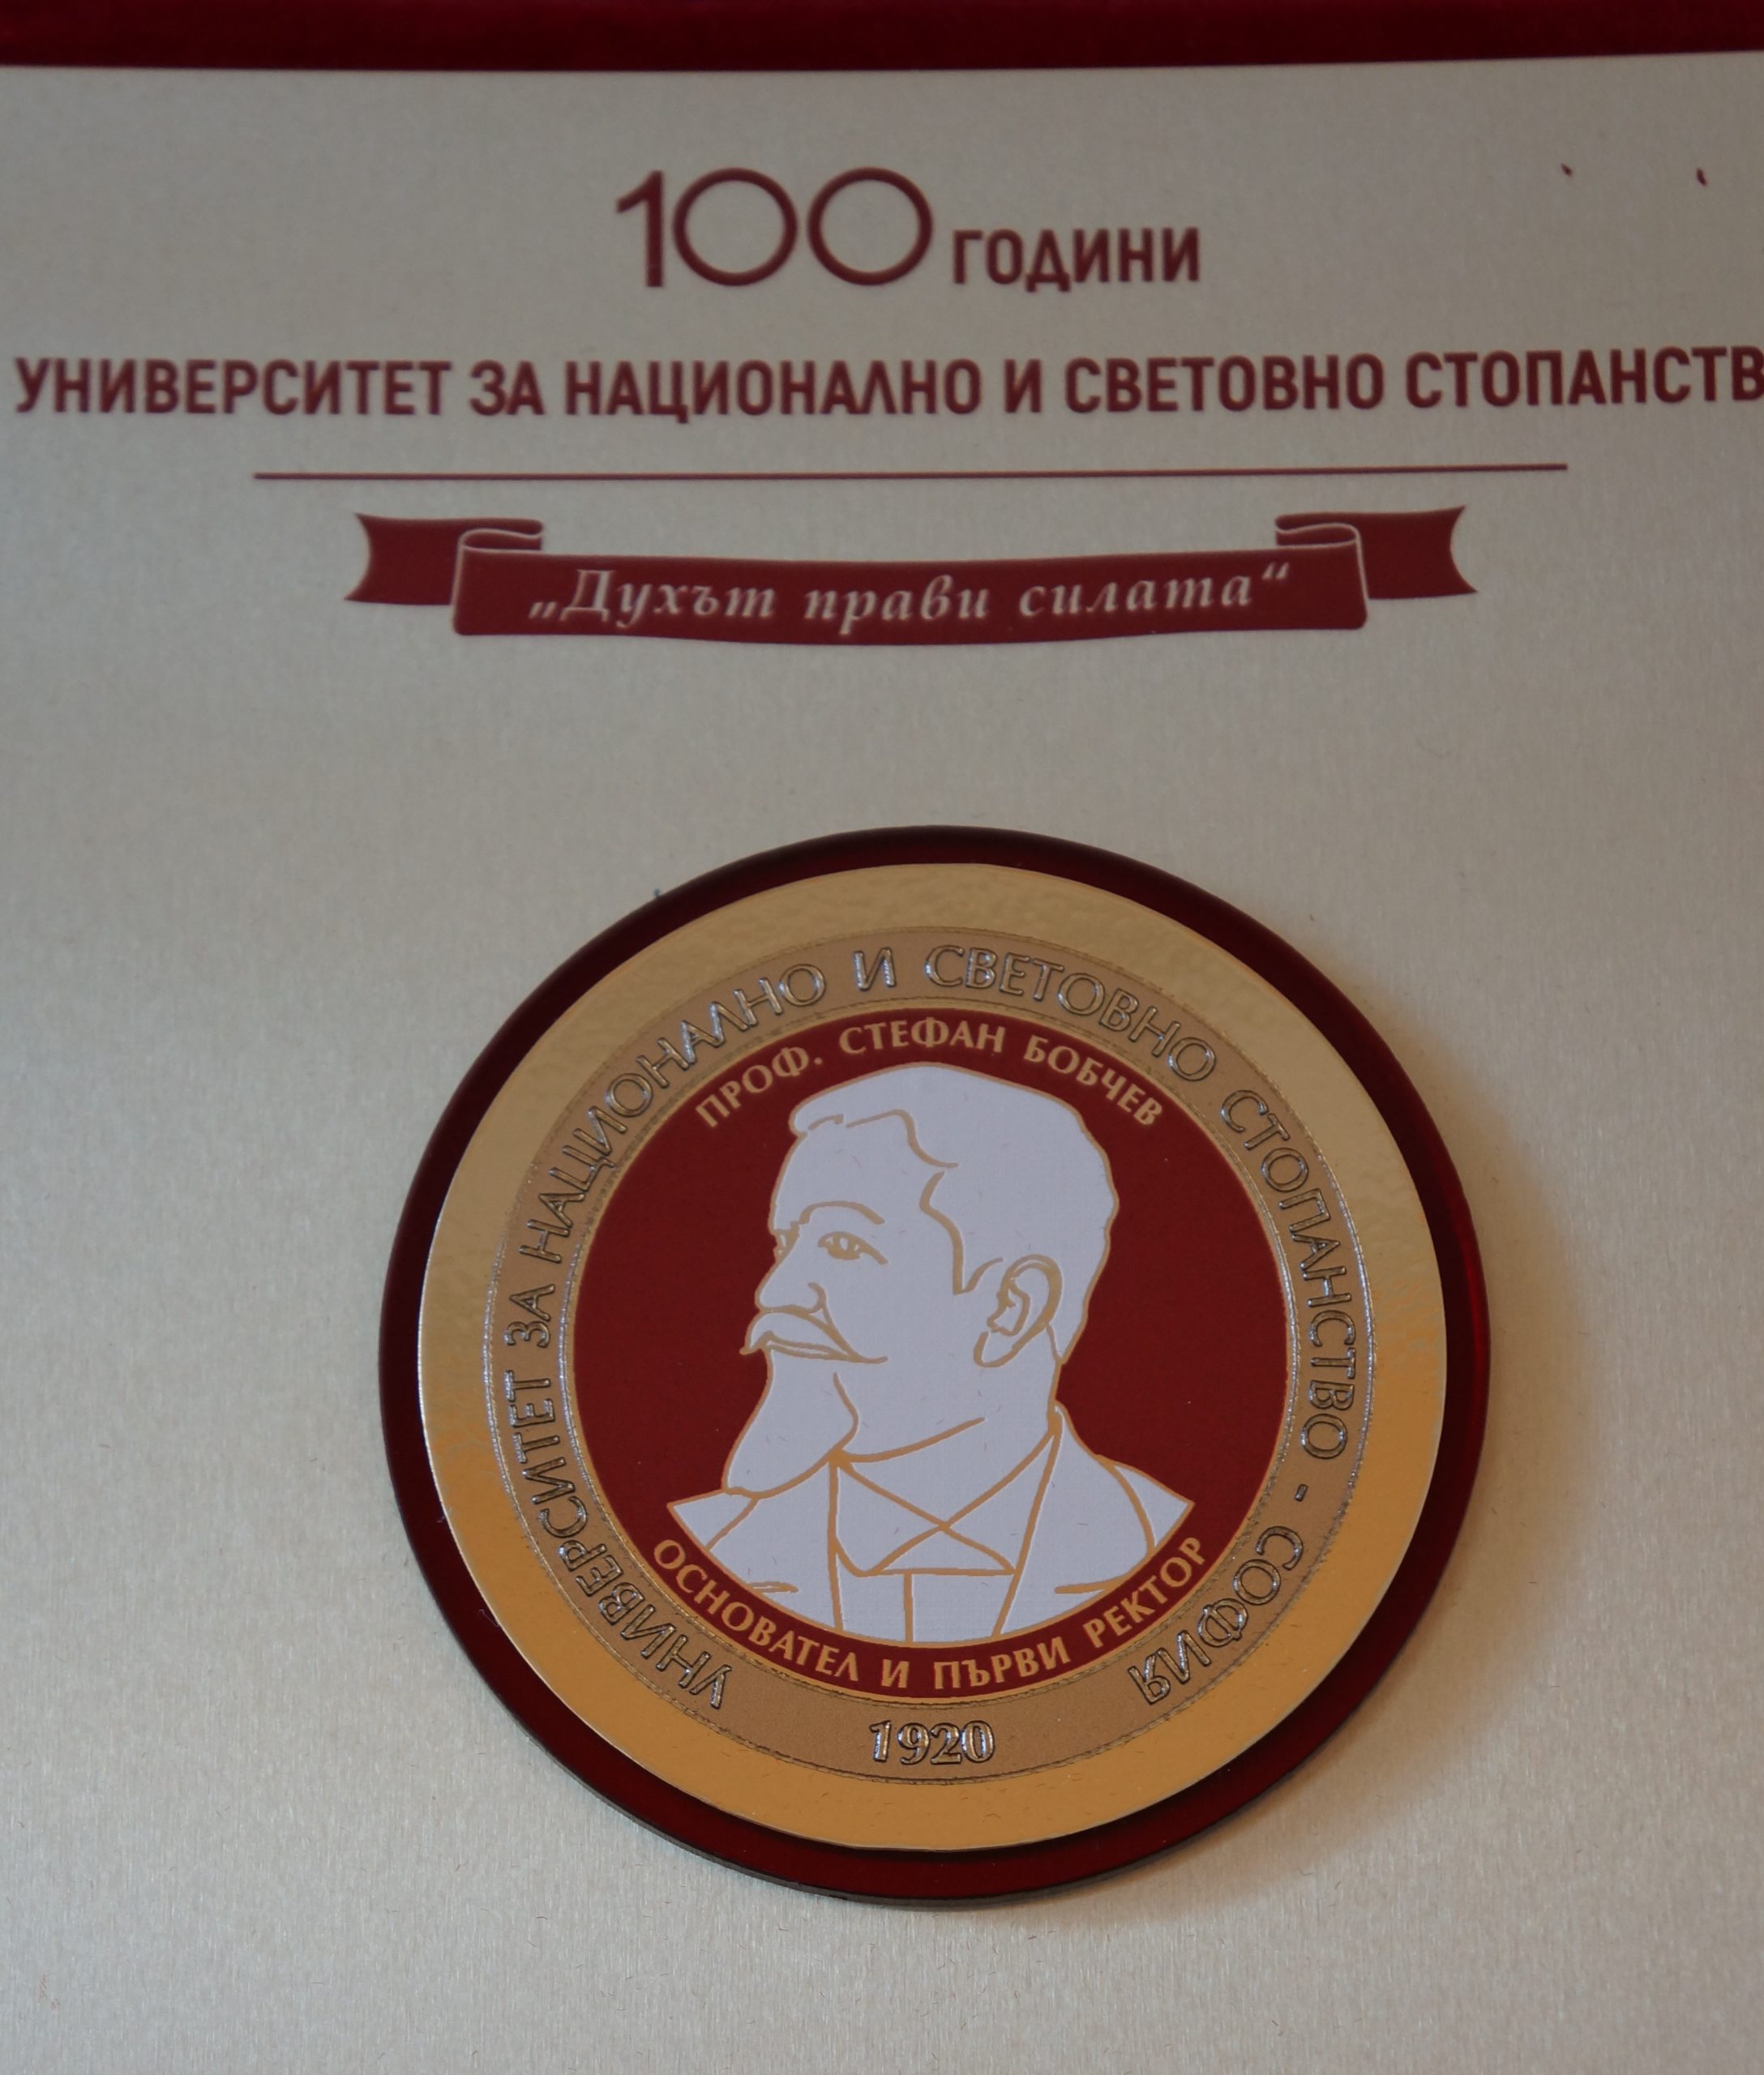 100 ГОДИНИ
УНИВЕРСИТЕТ ЗА НАЦИОНАЛНО И СВЕТОВНО СТОПАНСТВ
„Духът прави силата“
УНИВЕРСИТЕТ ЗА НАЦИОНАЛНО И СВЕТОВНО СТОПАНСТВО - СОФИЯ
ПРОФ. СТЕФАН БОБЧЕВ
ОСНОВАТЕЛ И ПЪРВИ РЕКТОР
1920